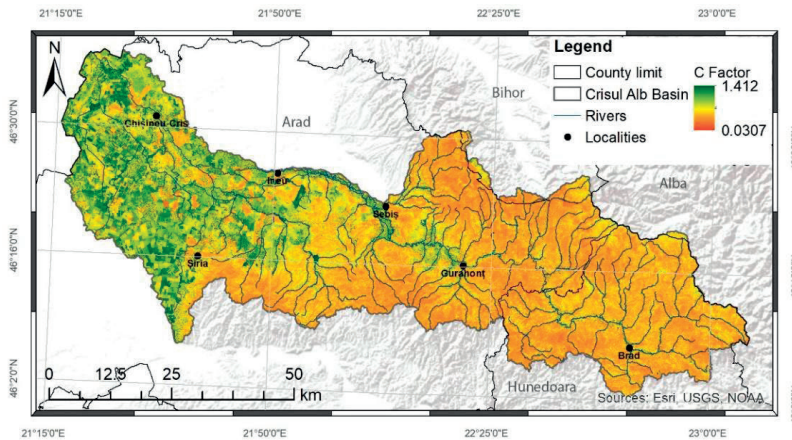 21°15'0"E 21°50'0"E 22°25'0"E 23°0'0"E
N
Legend
County limit
Crisul Alb Basin
Rivers
Localities
C Factor
1.412
0.0307
Bihor
Arad
Alba
Hunedoara
Chisineu-Cris
Ineu
Sebiș
Siria
Gurahonț
Brad
46°30'0"N
46°16'0"N
46°2'0"N
0 12.5 25 50
km
Sources: Esri, USGS, NOAA
21°15'0"E 21°50'0"E 22°25'0"E 23°0'0"E